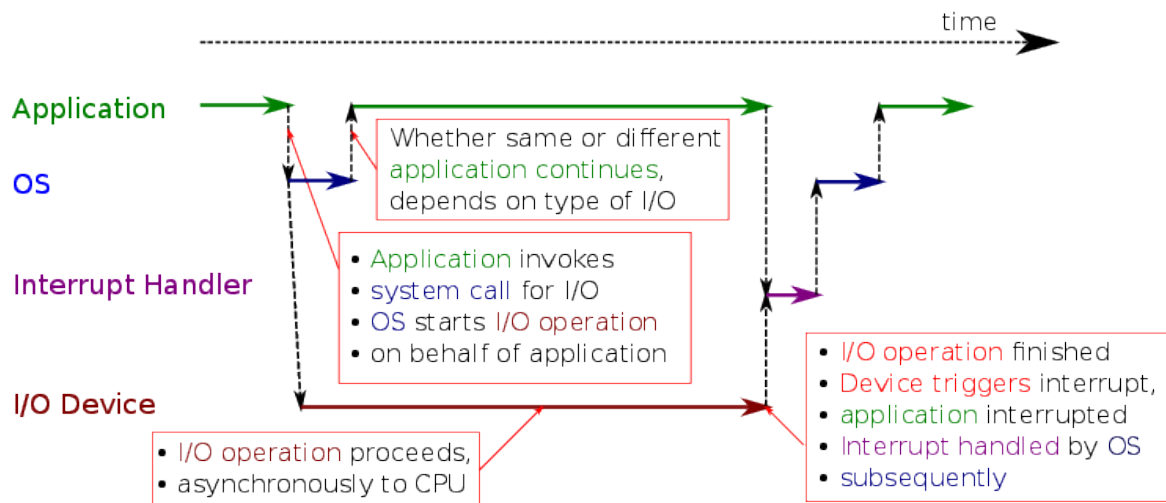 time
Application
Whether same or different
application continues,
depends on type of I/O
OS
• Application invokes
• system call for I/O
• OS starts I/O operation
• on behalf of application
Interrupt Handler
I/O Device
• I/O operation finished
• Device triggers interrupt,
• application interrupted
• Interrupt handled by OS
• subsequently
• I/O operation proceeds,
• asynchronously to CPU